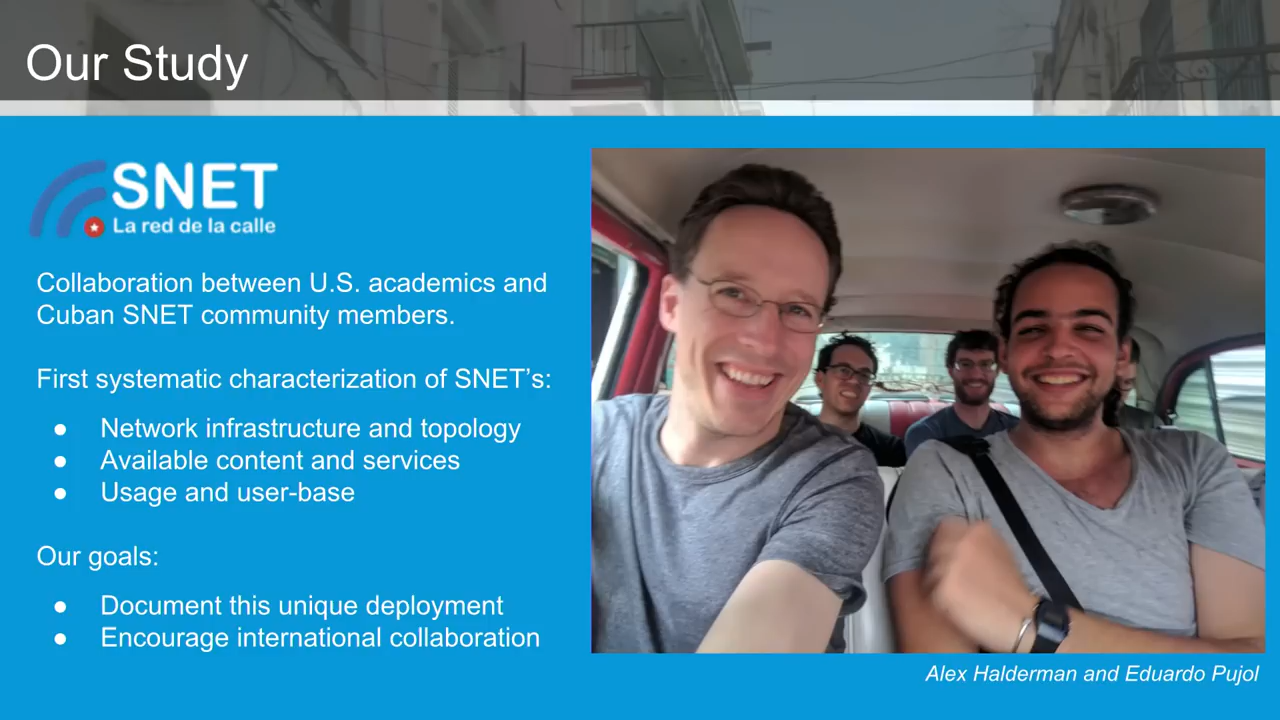 Our Study
SNET
La red de la calle
Collaboration between U.S. academics and
Cuban SNET community members.
First systematic characterization of SNET’s:
● Network infrastructure and topology
● Available content and services
● Usage and user-base
Our goals:
● Document this unique deployment
● Encourage international collaboration
Alex Halderman and Eduardo Pujol